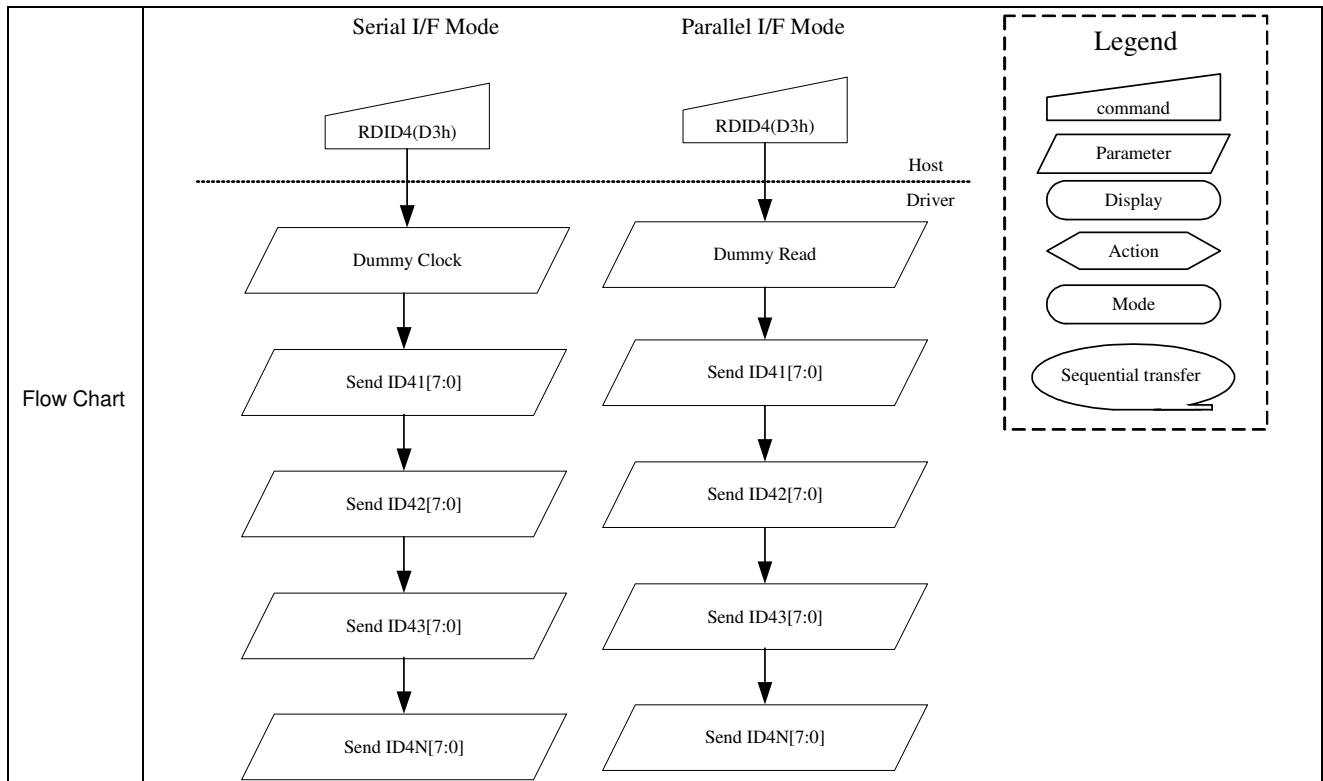 Flow Chart
Serial I/F Mode
RDID4(D3h)
Dummy Clock
Send ID41[7:0]
Send ID42[7:0]
Send ID43[7:0]
Send ID4N[7:0]
Parallel I/F Mode
RDID4(D3h)
Host
Driver
Dummy Read
Send ID41[7:0]
Send ID42[7:0]
Send ID43[7:0]
Send ID4N[7:0]
Legend
command
Parameter
Display
Action
Mode
Sequential transfer